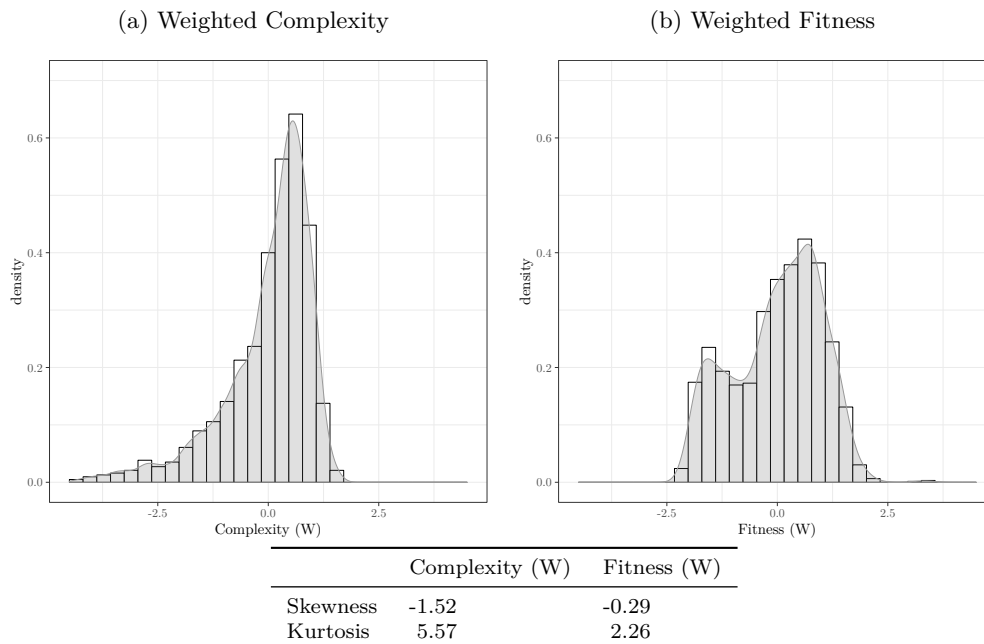 (a) Weighted Complexity
(b) Weighted Fitness
0.6
0.4
0.2
0.0
density
-2.5
0.0
2.5
Complexity (W)
0.6
0.4
0.2
0.0
density
-2.5
0.0
2.5
Fitness (W)
Complexity (W) Fitness (W)
Skewness -1.52 -0.29
Kurtosis 5.57 2.26